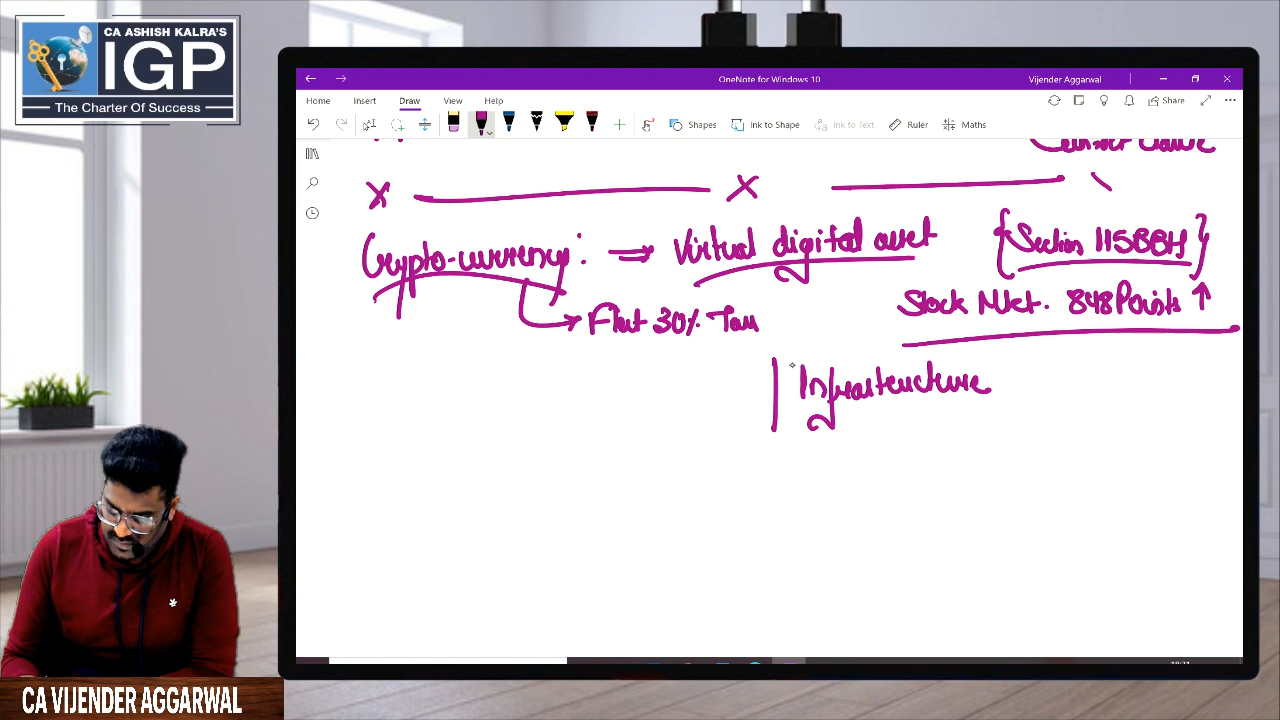 CA ASHISH KALRA'S
IGP
The Charter Of Success
OneNote for Windows 10
Vijender Aggarwal
Home Insert Draw View Help
Share
Shapes Ink to Shape Ink to Text Ruler Maths
X X
Crypto-currency: ⇒ Virtual digital asset {Section 115BBH}
Stock Mket. 848 Points ↑
→ Flat 30% Tax
Infrastructure
CA VIJENDER AGGARWAL